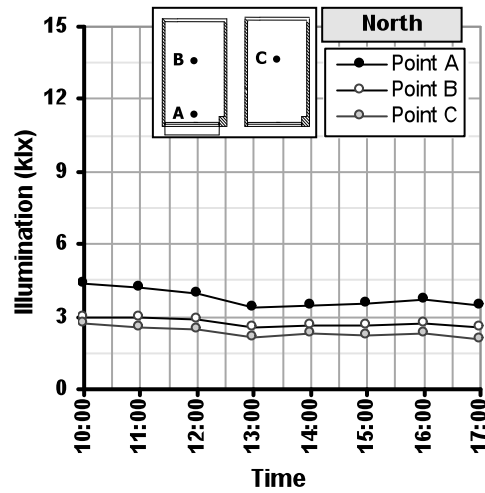 North
B
C
A
Point A
Point B
Point C
Illumination (klx)
15
12
9
6
3
0
10:00
11:00
12:00
13:00
14:00
15:00
16:00
17:00
Time